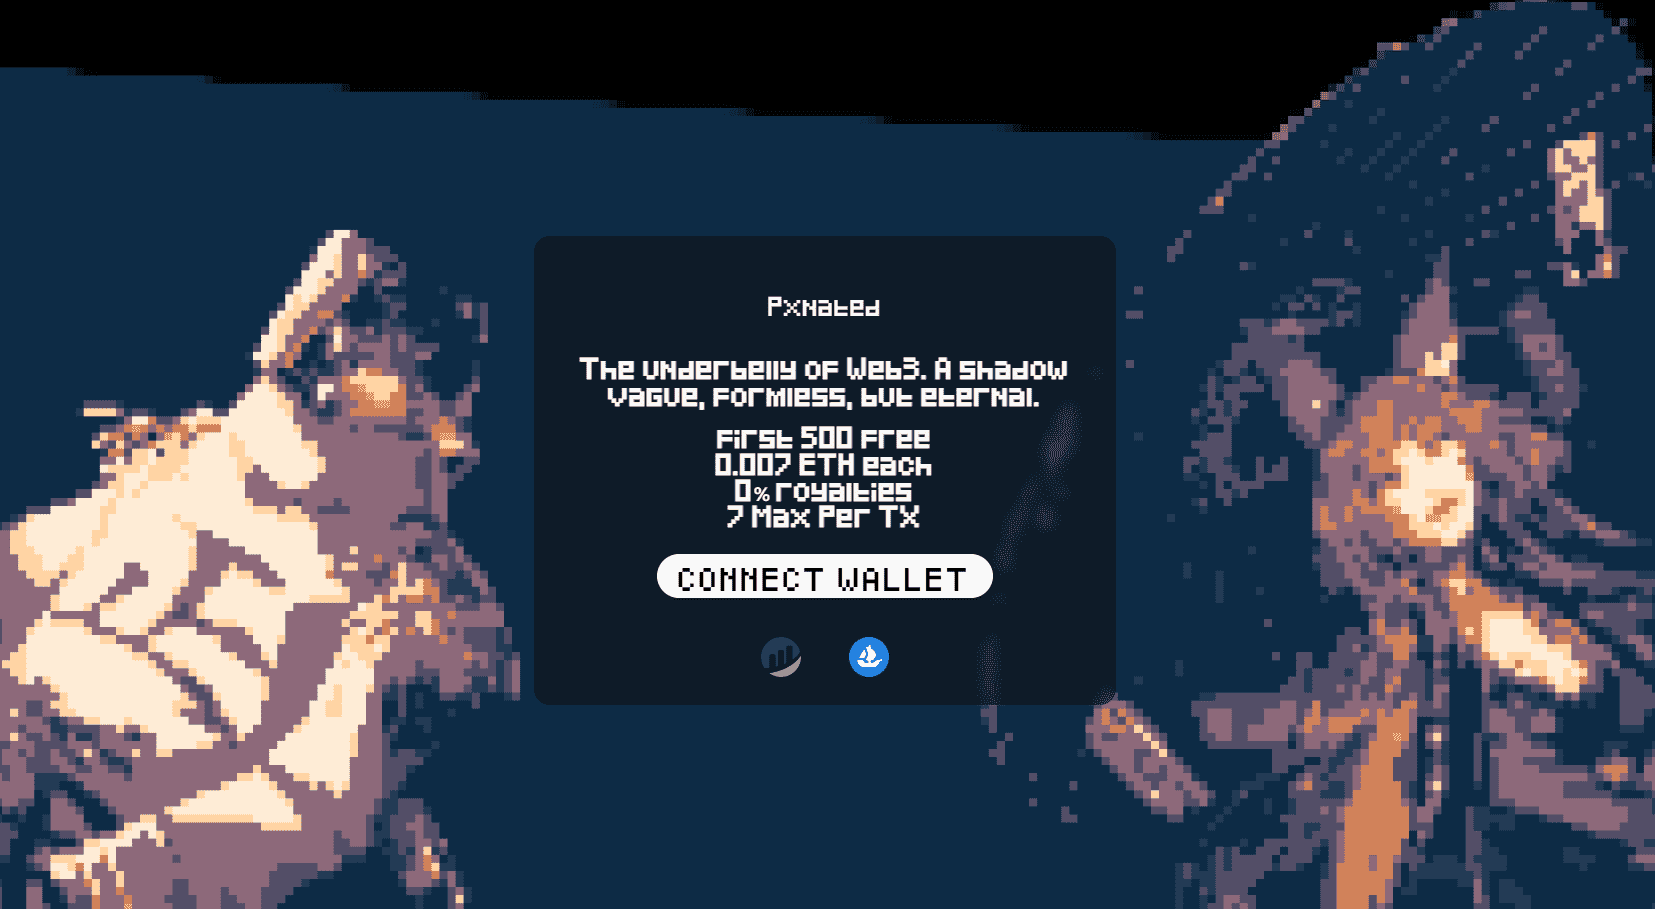 Pxnated
The underbelly of Web3. A shadow
vague, formless, but eternal.
First 500 Free
0.007 ETH each
0% royalties
7 Max Per TX
CONNECT WALLET